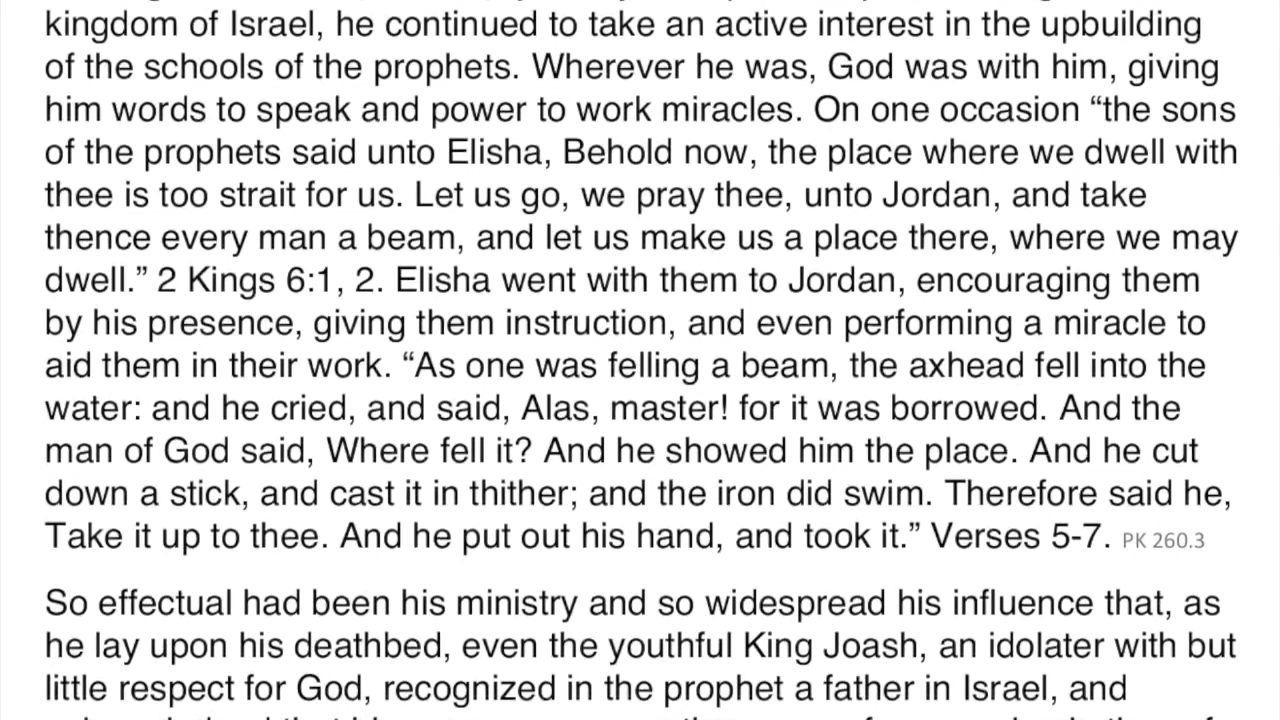 kingdom of Israel, he continued to take an active interest in the upbuilding
of the schools of the prophets. Wherever he was, God was with him, giving
him words to speak and power to work miracles. On one occasion “the sons
of the prophets said unto Elisha, Behold now, the place where we dwell with
thee is too strait for us. Let us go, we pray thee, unto Jordan, and take
thence every man a beam, and let us make us a place there, where we may
dwell.” 2 Kings 6:1, 2. Elisha went with them to Jordan, encouraging them
by his presence, giving them instruction, and even performing a miracle to
aid them in their work. “As one was felling a beam, the axhead fell into the
water: and he cried, and said, Alas, master! for it was borrowed. And the
man of God said, Where fell it? And he showed him the place. And he cut
down a stick, and cast it in thither; and the iron did swim. Therefore said he,
Take it up to thee. And he put out his hand, and took it.” Verses 5-7. PK 260.3
So effectual had been his ministry and so widespread his influence that, as
he lay upon his deathbed, even the youthful King Joash, an idolater with but
little respect for God, recognized in the prophet a father in Israel, and